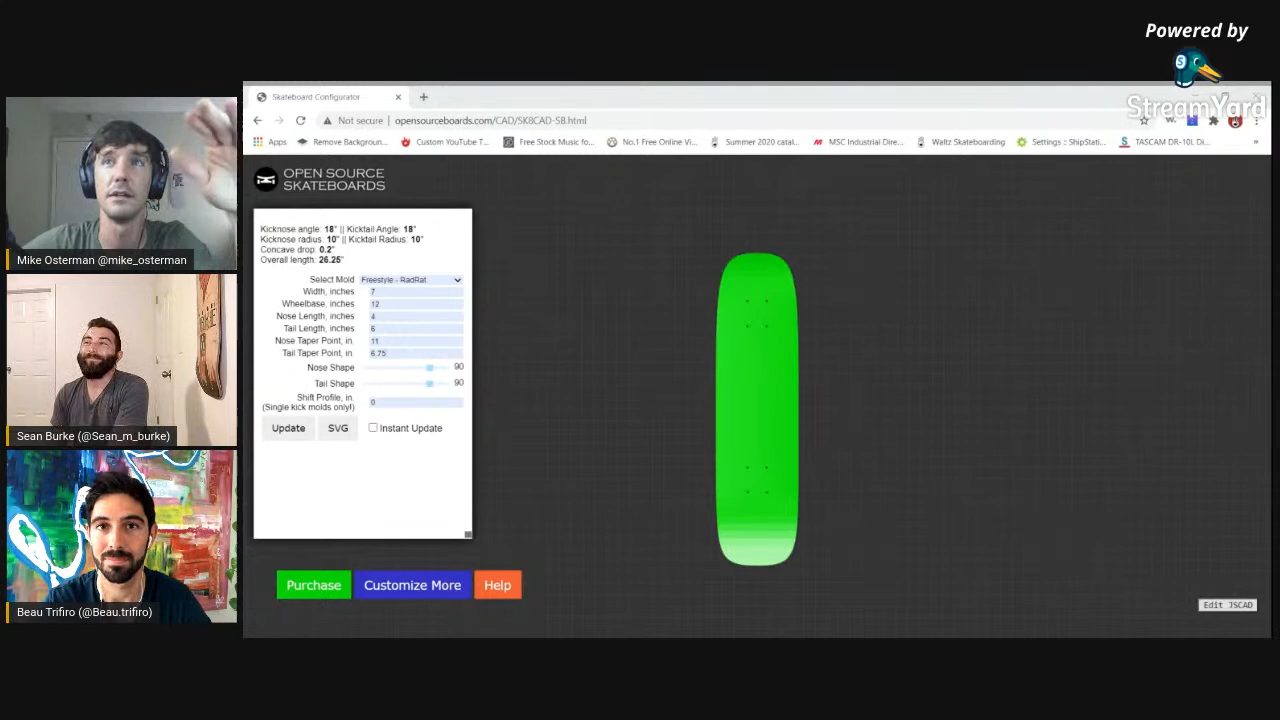 Powered by
StreamYard
Mike Osterman @mike_osterman
Sean Burke (@Sean_m_burke)
Beau Trifiro (@Beau.trifiro)
Skateboard Configurator
Not secure | opensourceboards.com/CAD/SK8CAD-SB.html
Apps Remove Backgroun... Custom YouTube T... Free Stock Music fo... No.1 Free Online Vi... Summer 2020 catal... MSC Industrial Dire... Waltz Skateboarding Settings :: ShipStati... TASCAM DR-10L Di... »
OPEN SOURCE
SKATEBOARDS
Kicknose angle: 18° || Kicktail Angle: 18°
Kicknose radius: 10" || Kicktail Radius: 10"
Concave drop: 0.2"
Overall length: 26.25"
Select Mold Freestyle - RadRat
Width, inches 7
Wheelbase, inches 12
Nose Length, inches 4
Tail Length, inches 6
Nose Taper Point, in. 11
Tail Taper Point, in. 6.75
Nose Shape 90
Tail Shape 90
Shift Profile, in.
(Single kick molds only!) 0
Update SVG Instant Update
Purchase Customize More Help
Edit JSCAD